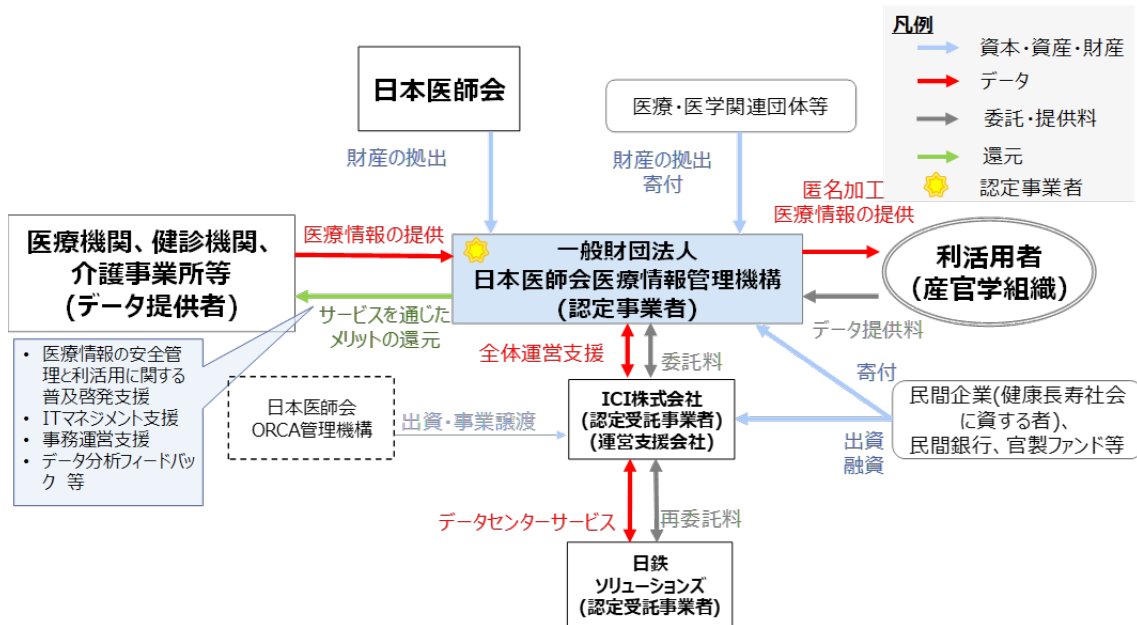 凡例
資本・資産・財産
データ
委託・提供料
還元
認定事業者
日本医師会
医療・医学関連団体等
財産の拠出
財産の拠出
寄付
匿名加工
医療情報の提供
医療機関、健診機関、
介護事業所等
(データ提供者)
医療情報の提供
一般財団法人
日本医師会医療情報管理機構
(認定事業者)
利活用者
(産官学組織)
サービスを通じた
メリットの還元
データ提供料
全体運営支援
委託料
寄付
• 医療情報の安全管
理と利活用に関する
普及啓発支援
• ITマネジメント支援
• 事務運営支援
• データ分析フィードバッ
ク 等
日本医師会
ORCA管理機構
出資・事業譲渡
ICI株式会社
(認定受託事業者)
(運営支援会社)
出資
融資
民間企業(健康長寿社会
に資する者)、
民間銀行、官製ファンド等
データセンターサービス
再委託料
日鉄
ソリューションズ
(認定受託事業者)